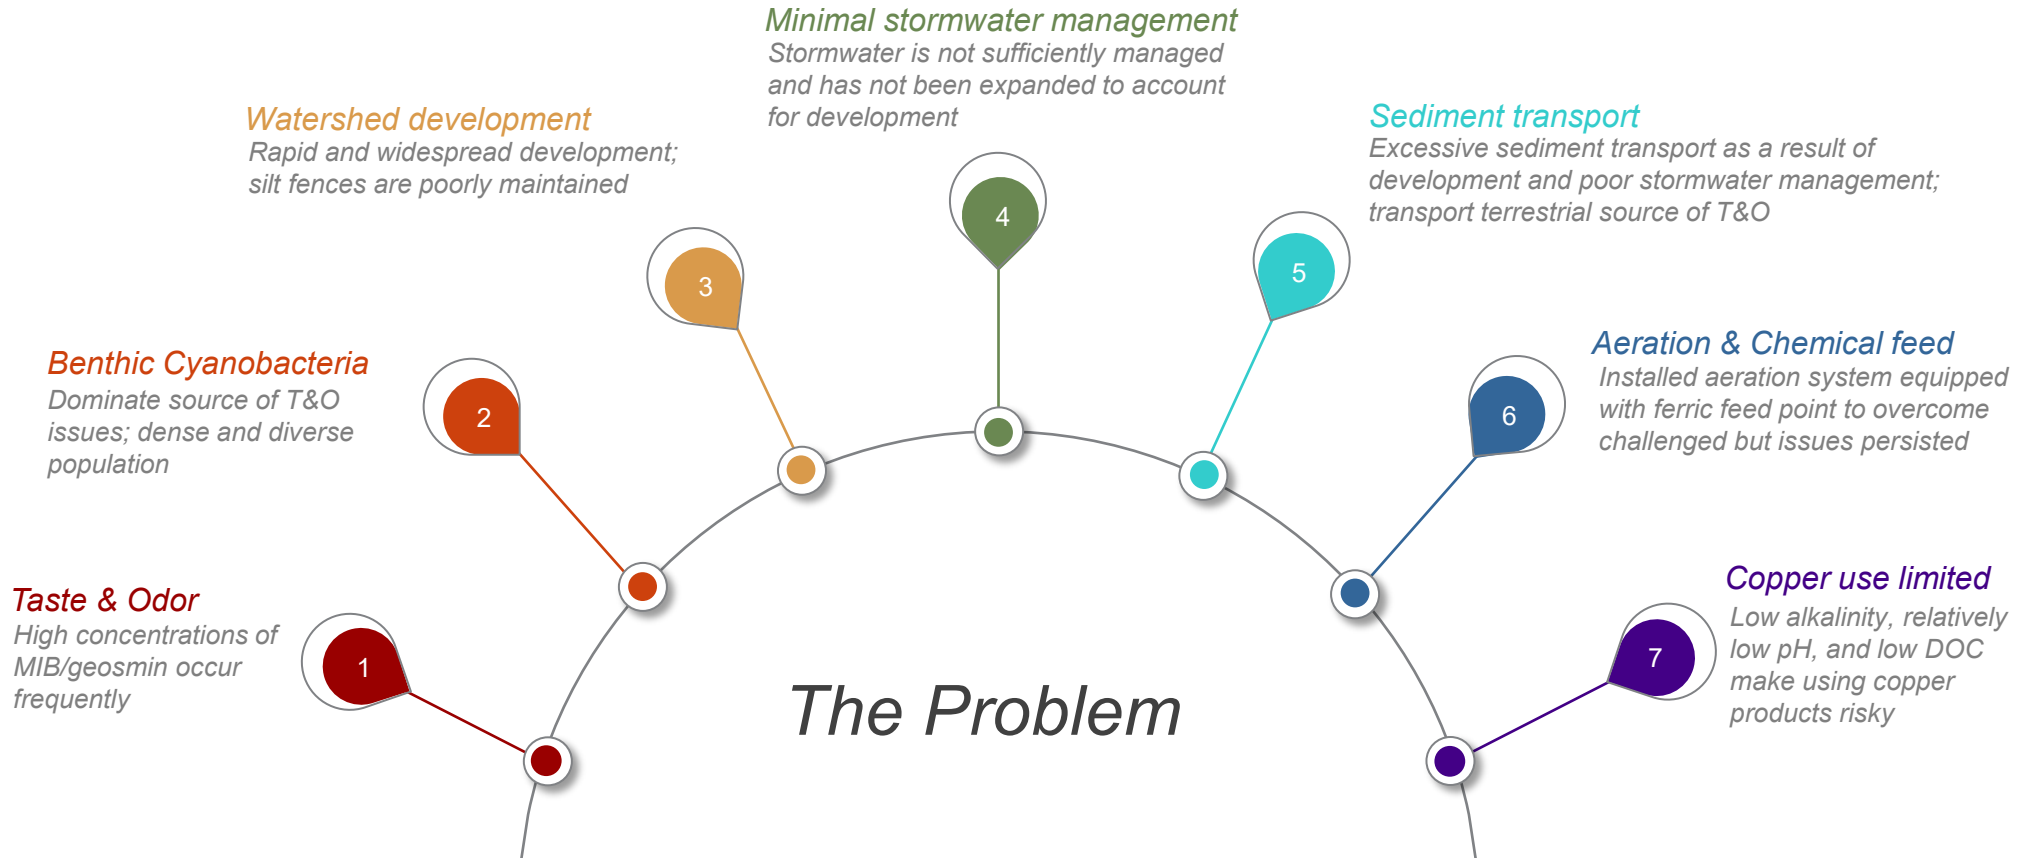 Taste & Odor
High concentrations of
MIB/geosmin occur
frequently
1
Benthic Cyanobacteria
Dominate source of T&O
issues; dense and diverse
population
2
Watershed development
Rapid and widespread development;
silt fences are poorly maintained
3
Minimal stormwater management
Stormwater is not sufficiently managed
and has not been expanded to account
for development
4
Sediment transport
Excessive sediment transport as a result of
development and poor stormwater management;
transport terrestrial source of T&O
5
Aeration & Chemical feed
Installed aeration system equipped
with ferric feed point to overcome
challenged but issues persisted
6
Copper use limited
Low alkalinity, relatively
low pH, and low DOC
make using copper
products risky
7
The Problem